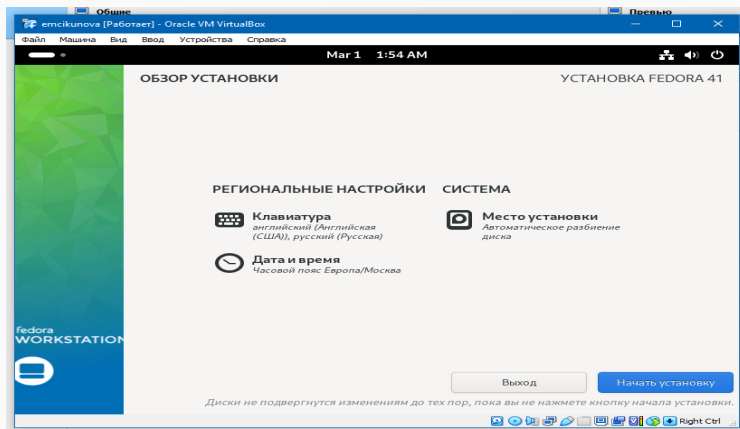 Общие
Превью
emcikunova [Работает] - Oracle VM VirtualBox
Файл Машина Вид Ввод Устройства Справка
Mar 1 1:54 AM
ОБЗОР УСТАНОВКИ
УСТАНОВКА FEDORA 41
РЕГИОНАЛЬНЫЕ НАСТРОЙКИ
СИСТЕМА
Клавиатура
английский (Английская
(США)), русский (Русская)
Место установки
Автоматическое разбиение
диска
Дата и время
Часовой пояс Европа/Москва
fedora
WORKSTATION
Выход
Начать установку
Диски не подвергнутся изменениям до тех пор, пока вы не нажмете кнопку начала установки.
Right Ctrl